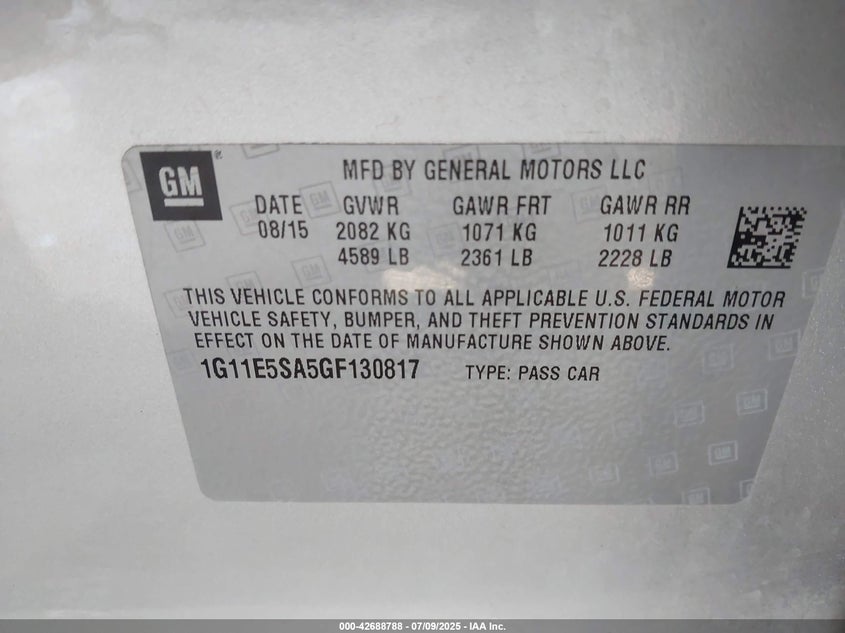 GM®
MFD BY GENERAL MOTORS LLC
DATE GVWR GAWR FRT GAWR RR
08/15 2082 KG 1071 KG 1011 KG
4589 LB 2361 LB 2228 LB
THIS VEHICLE CONFORMS TO ALL APPLICABLE U.S. FEDERAL MOTOR
VEHICLE SAFETY, BUMPER, AND THEFT PREVENTION STANDARDS IN
EFFECT ON THE DATE OF MANUFACTURE SHOWN ABOVE.
1G11E5SA5GF130817 TYPE: PASS CAR
000-42688788 - 07/09/2025 - IAA Inc.